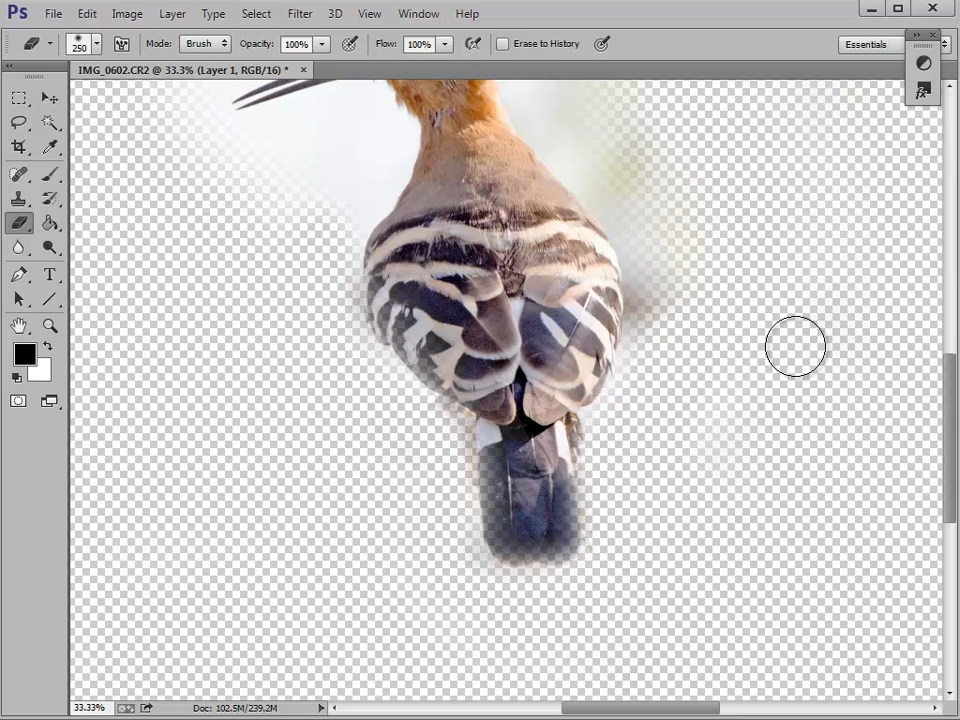 Ps File Edit Image Layer Type Select Filter 3D View Window Help
250 Mode: Brush Opacity: 100% Flow: 100% Erase to History Essentials
IMG_0602.CR2 @ 33.3% (Layer 1, RGB/16) * ×
fx
T
33.33% Doc: 102.5M/239.2M